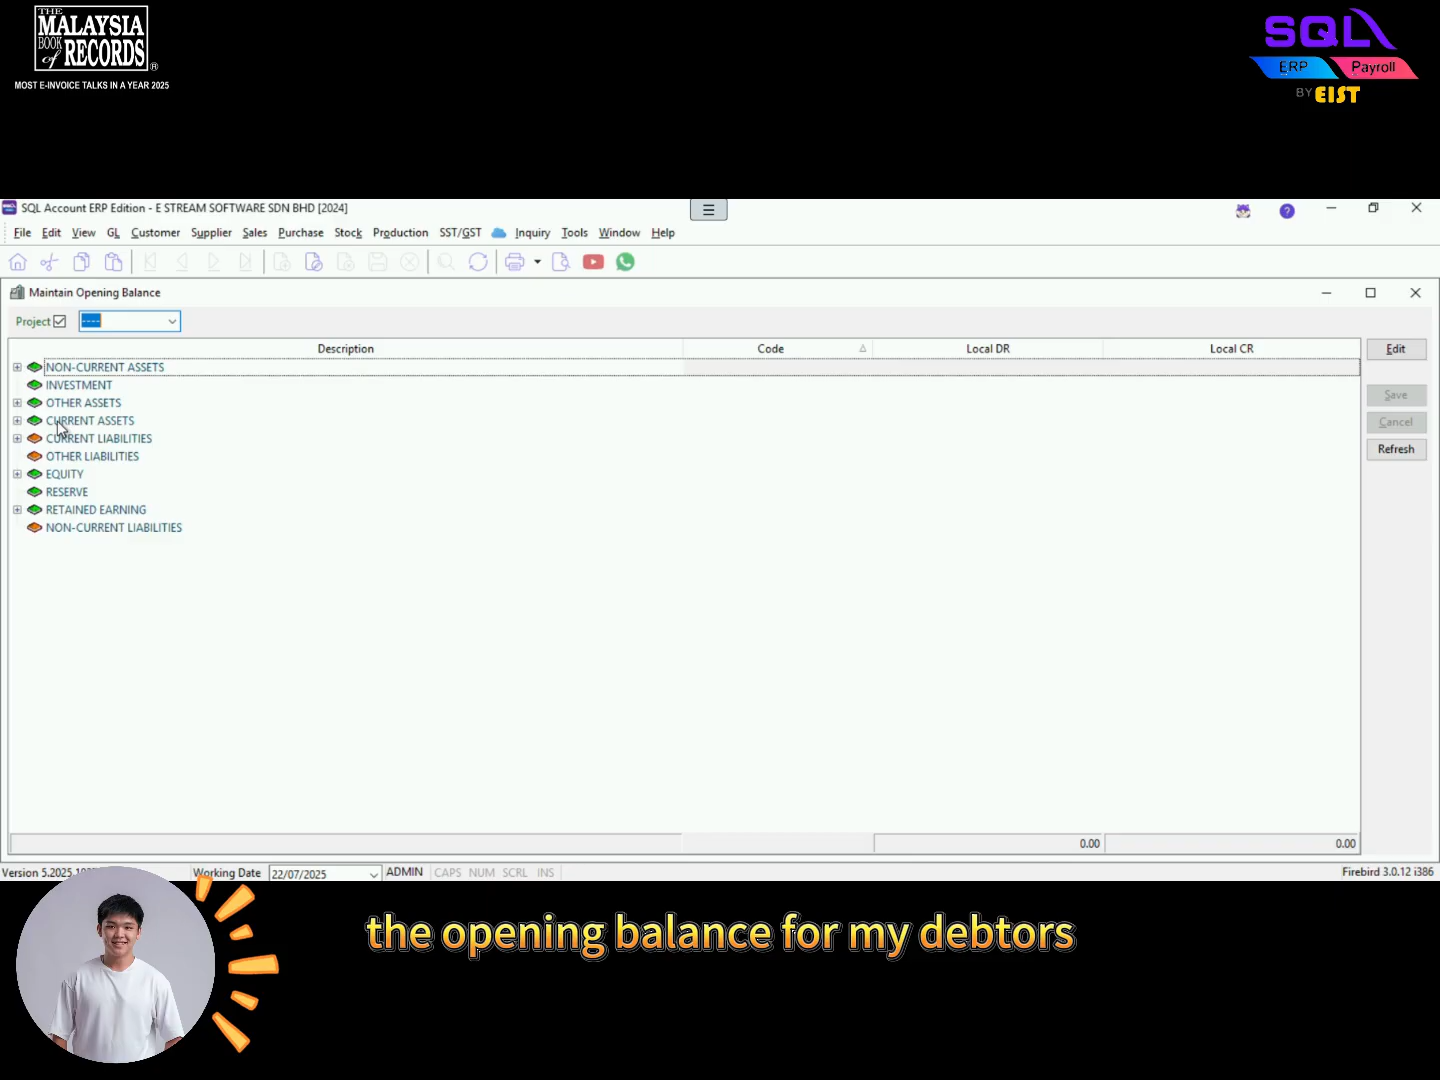 THE
MALAYSIA
BOOK
of RECORDS®
MOST E-INVOICE TALKS IN A YEAR 2025
SQL
ERP Payroll
BY EIST
SQL Account ERP Edition - E STREAM SOFTWARE SDN BHD [2024]
File Edit View GL Customer Supplier Sales Purchase Stock Production SST/GST Inquiry Tools Window Help
Maintain Opening Balance
Project ----
Description Code Local DR Local CR
Edit
NON-CURRENT ASSETS
INVESTMENT
OTHER ASSETS
CURRENT ASSETS
CURRENT LIABILITIES
OTHER LIABILITIES
EQUITY
RESERVE
RETAINED EARNING
NON-CURRENT LIABILITIES
Save
Cancel
Refresh
0.00 0.00
Version 5.2025 Working Date 22/07/2025 ADMIN CAPS NUM SCRL INS Firebird 3.0.12 i386
the opening balance for my debtors